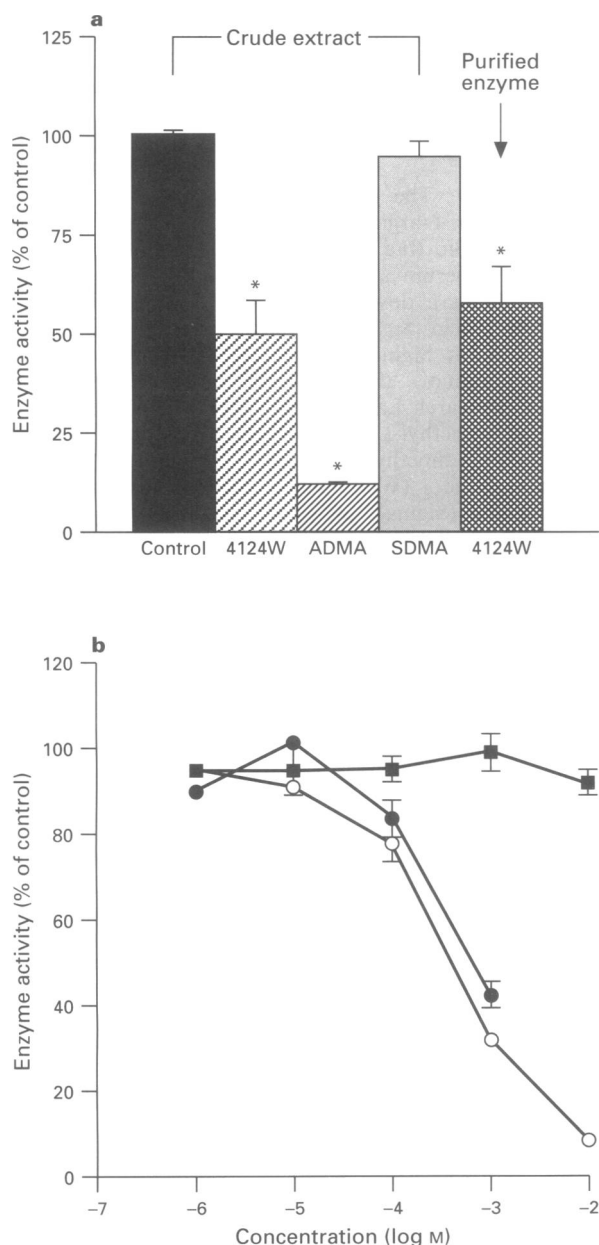 a
Crude extract
Purified
enzyme
Enzyme activity (% of control)
125
100
75
50
25
0
*
*
*
Control 4124W ADMA SDMA 4124W
b
Enzyme activity (% of control)
120
100
80
60
40
20
0
–7 –6 –5 –4 –3 –2
Concentration (log M)